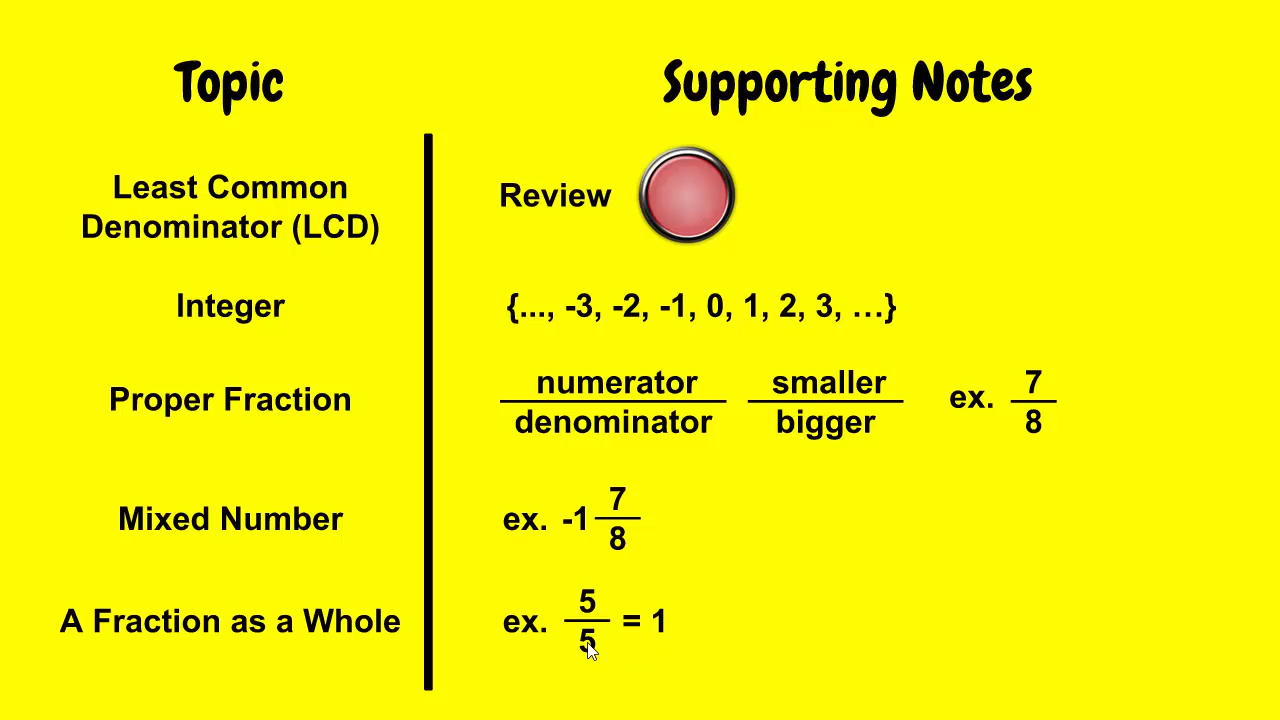 Topic
Supporting Notes
Least Common
Denominator (LCD)
Review
Integer
{..., -3, -2, -1, 0, 1, 2, 3, …}
Proper Fraction
numerator
denominator
smaller
bigger
ex.
7
8
Mixed Number
ex. -1
7
8
A Fraction as a Whole
ex.
5
5
= 1